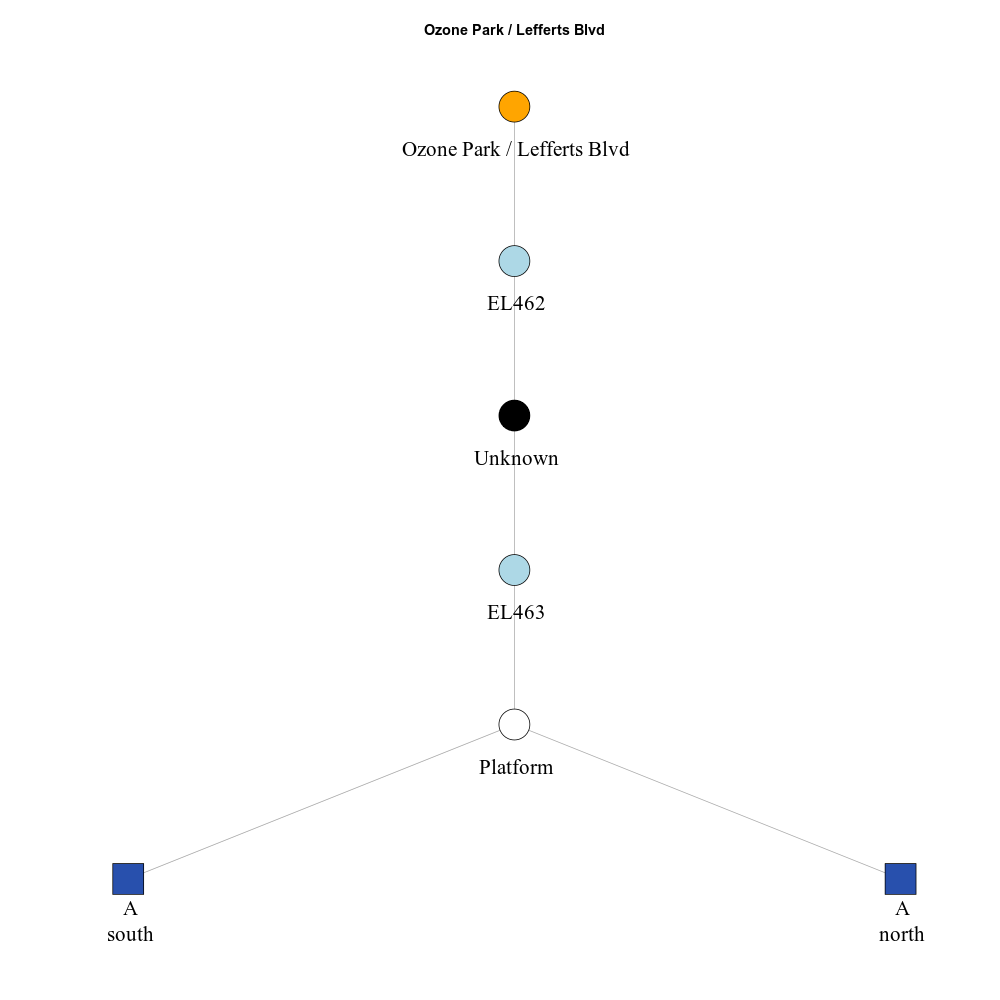 Ozone Park / Lefferts Blvd
Ozone Park / Lefferts Blvd
EL462
Unknown
EL463
Platform
A
south
A
north